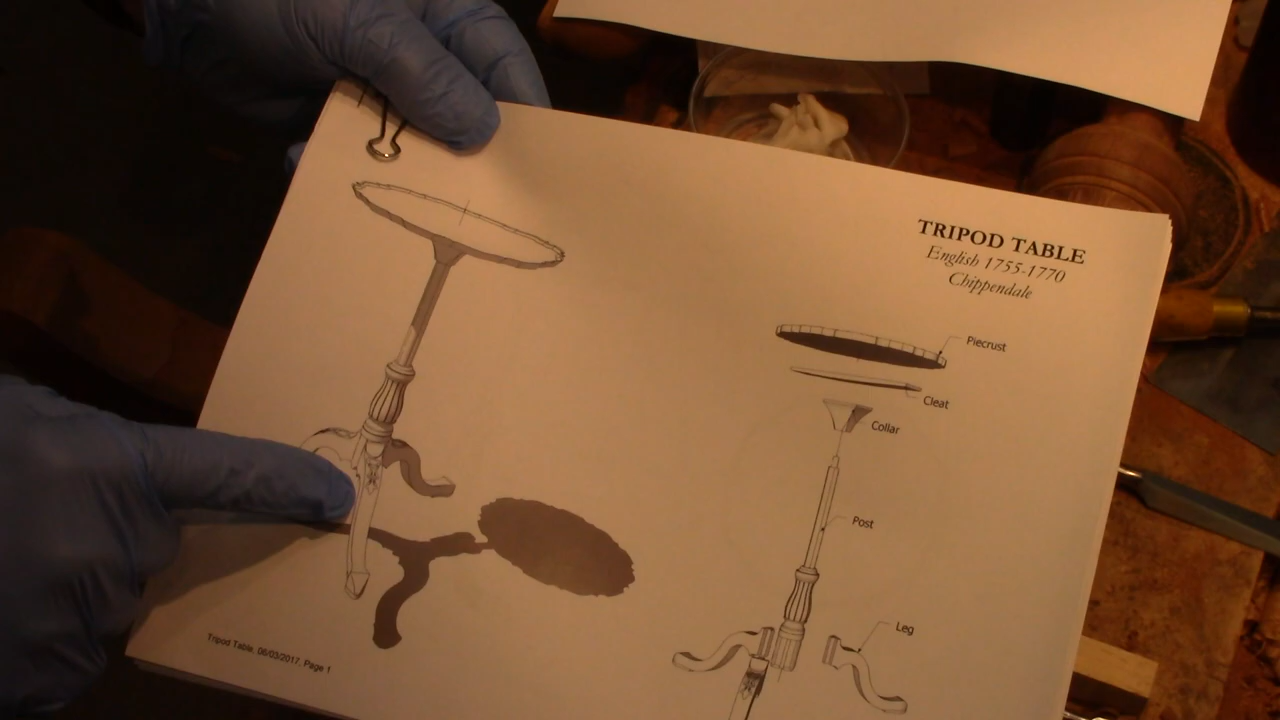 TRIPOD TABLE
English 1755-1770
Chippendale
Piecrust
Cleat
Collar
Post
Leg
Tripod Table, 06/03/2017, Page 1